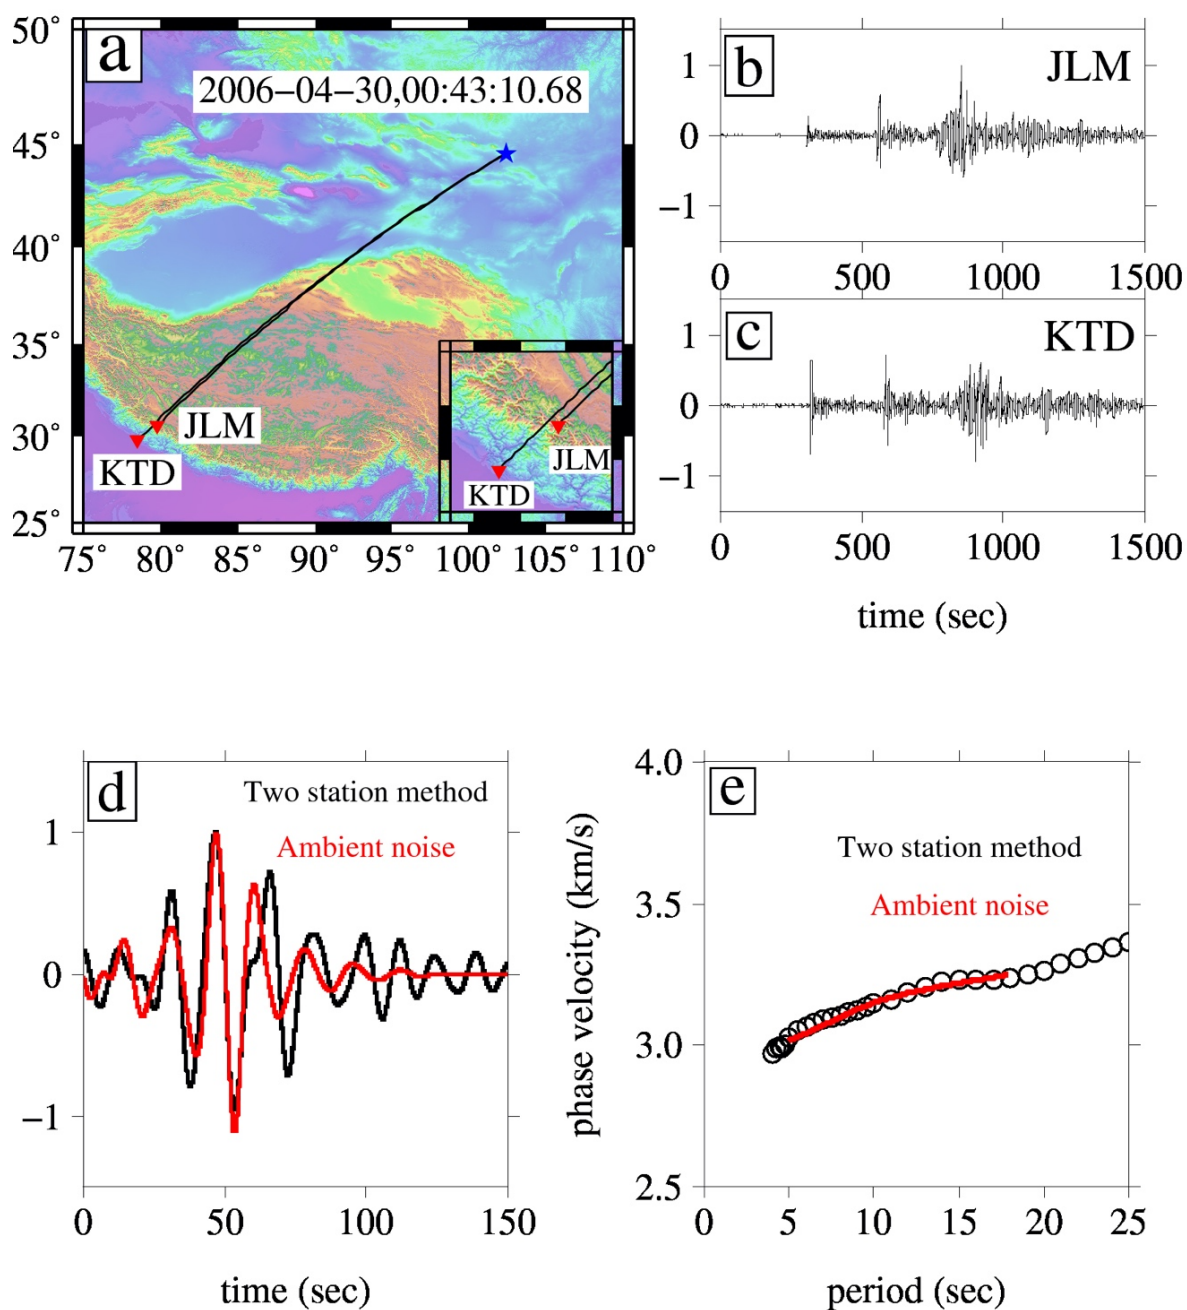 a
2006-04-30,00:43:10.68
50°
45°
40°
35°
30°
25°
JLM
KTD
JLM
KTD
75° 80° 85° 90° 95° 100° 105° 110°
b
JLM
1
0
-1
0 500 1000 1500
c
KTD
1
0
-1
0 500 1000 1500
time (sec)
d
Two station method
Ambient noise
1
0
-1
0 50 100 150
time (sec)
e
Two station method
Ambient noise
phase velocity (km/s)
4.0
3.5
3.0
2.5
0 5 10 15 20 25
period (sec)